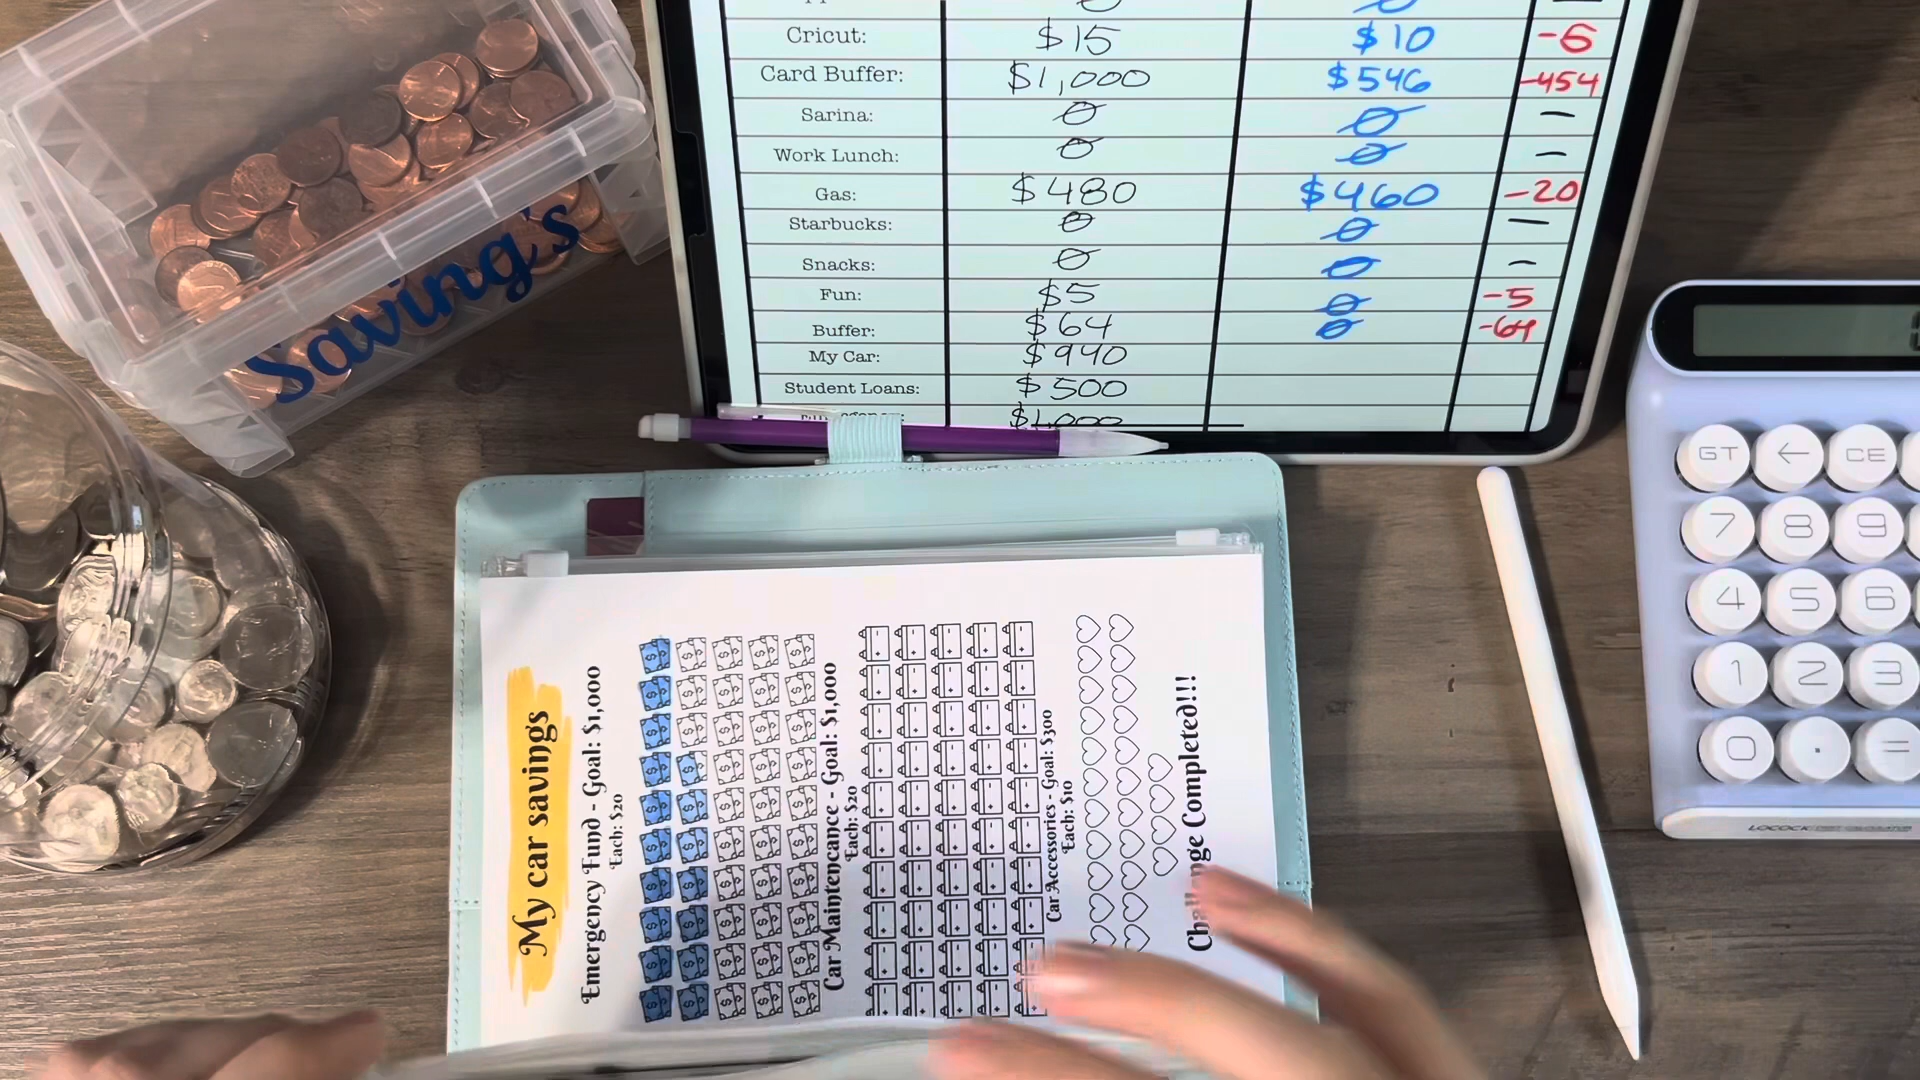 Cricut: $15 $10 -5
Card Buffer: $1,000 $546 -454
Sarina: 0 0 —
Work Lunch: 0 0 —
Gas: $480 $460 -20
Starbucks: 0 0 —
Snacks: 0 0 —
Fun: $5 0 -5
Buffer: $64 0 -64
My Car: $940
Student Loans: $500
$1,000
Saving's
My car savings
Emergency Fund - Goal: $1,000
Each: $20
Car Maintencance - Goal: $1,000
Each: $20
Car Accessories - Goal: $300
Each: $10
Challenge Completed!!!
GT ← CE
7 8 9
4 5 6
1 2 3
0 . =